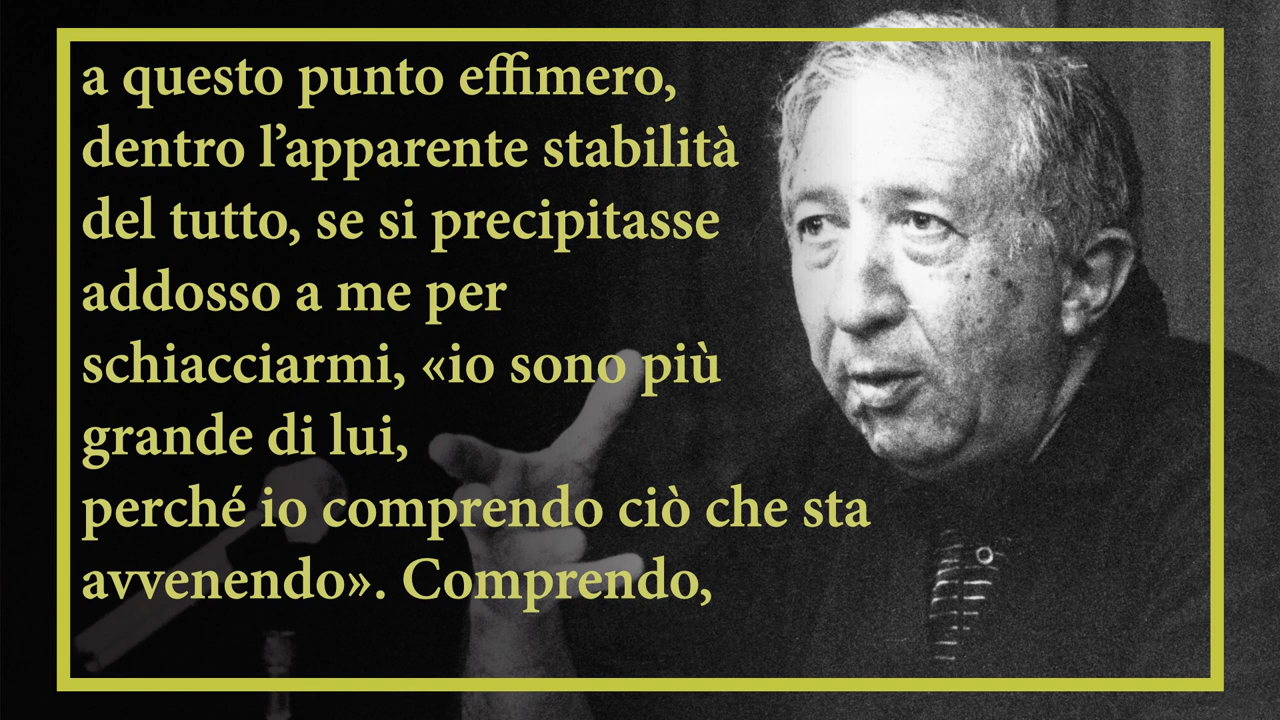 a questo punto effimero,
dentro l’apparente stabilità
del tutto, se si precipitasse
addosso a me per
schiacciarmi, «io sono più
grande di lui,
perché io comprendo ciò che sta
avvenendo». Comprendo,